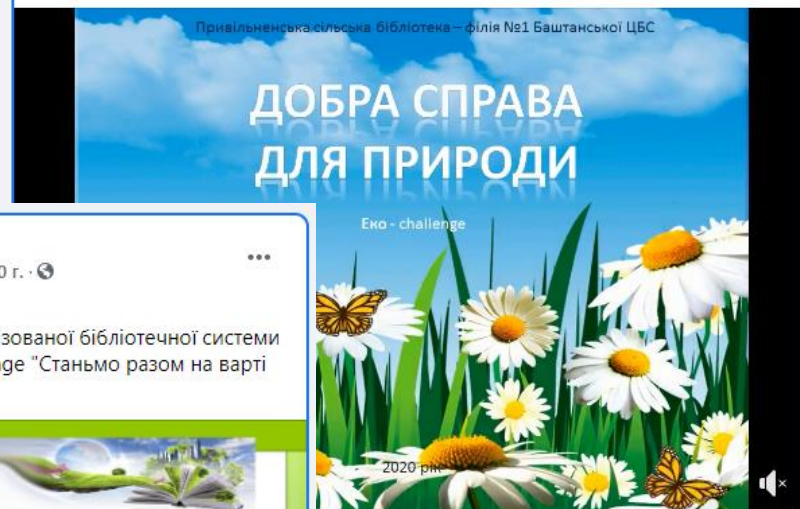 Привільненська сільська бібліотека – філія №1 Баштанської ЦБС
ДОБРА СПРАВА
ДЛЯ ПРИРОДИ
Еко - challenge
2020 рік
0 г. ·
зованої бібліотечної системи
ge "Станьмо разом на варті